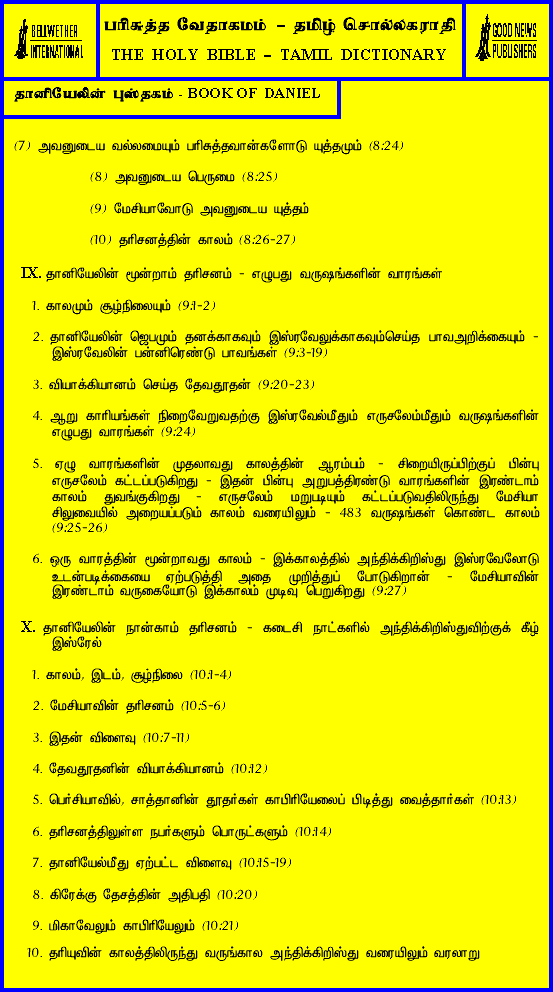 BELLWETHER
INTERNATIONAL
பரிசுத்த வேதாகமம் – தமிழ் சொல்லகராதி
THE HOLY BIBLE – TAMIL DICTIONARY
GOOD NEWS
PUBLISHERS
தானியேலின் புஸ்தகம் - BOOK OF DANIEL
(7) அவனுடைய வல்லமையும் பரிசுத்தவான்களோடு யுத்தமும் (8:24)
(8) அவனுடைய பெருமை (8:25)
(9) மேசியாவோடு அவனுடைய யுத்தம்
(10) தரிசனத்தின் காலம் (8:26-27)
IX. தானியேலின் மூன்றாம் தரிசனம் - எழுபது வருஷங்களின் வாரங்கள்
1. காலமும் சூழ்நிலையும் (9:1-2)
2. தானியேலின் ஜெபமும் தனக்காகவும் இஸ்ரவேலுக்காகவும்செய்த பாவஅறிக்கையும் -
இஸ்ரவேலின் பன்னிரெண்டு பாவங்கள் (9:3-19)
3. வியாக்கியானம் செய்த தேவதூதன் (9:20-23)
4. ஆறு காரியங்கள் நிறைவேறுவதற்கு இஸ்ரவேல்மீதும் எருசலேம்மீதும் வருஷங்களின்
எழுபது வாரங்கள் (9:24)
5. ஏழு வாரங்களின் முதலாவது காலத்தின் ஆரம்பம் - சிறையிருப்பிற்குப் பின்பு
எருசலேம் கட்டப்படுகிறது - இதன் பின்பு அறுபத்திரண்டு வாரங்களின் இரண்டாம்
காலம் துவங்குகிறது - எருசலேம் மறுபடியும் கட்டப்படுவதிலிருந்து மேசியா
சிலுவையில் அறையப்படும் காலம் வரையிலும் - 483 வருஷங்கள் கொண்ட காலம்
(9:25-26)
6. ஒரு வாரத்தின் மூன்றாவது காலம் - இக்காலத்தில் அந்திக்கிறிஸ்து இஸ்ரவேலோடு
உடன்படிக்கையை ஏற்படுத்தி அதை முறித்துப் போடுகிறான் - மேசியாவின்
இரண்டாம் வருகையோடு இக்காலம் முடிவு பெறுகிறது (9:27)
X. தானியேலின் நான்காம் தரிசனம் - கடைசி நாட்களில் அந்திக்கிறிஸ்துவிற்குக் கீழ்
இஸ்ரேல்
1. காலம், இடம், சூழ்நிலை (10:1-4)
2. மேசியாவின் தரிசனம் (10:5-6)
3. இதன் விளைவு (10:7-11)
4. தேவதூதனின் வியாக்கியானம் (10:12)
5. பெர்சியாவில், சாத்தானின் தூதர்கள் காபிரியேலைப் பிடித்து வைத்தார்கள் (10:13)
6. தரிசனத்திலுள்ள நபர்களும் பொருட்களும் (10:14)
7. தானியேல்மீது ஏற்பட்ட விளைவு (10:15-19)
8. கிரேக்கு தேசத்தின் அதிபதி (10:20)
9. மிகாவேலும் காபிரியேலும் (10:21)
10. தரியுவின் காலத்திலிருந்து வருங்கால அந்திக்கிறிஸ்து வரையிலும் வரலாறு